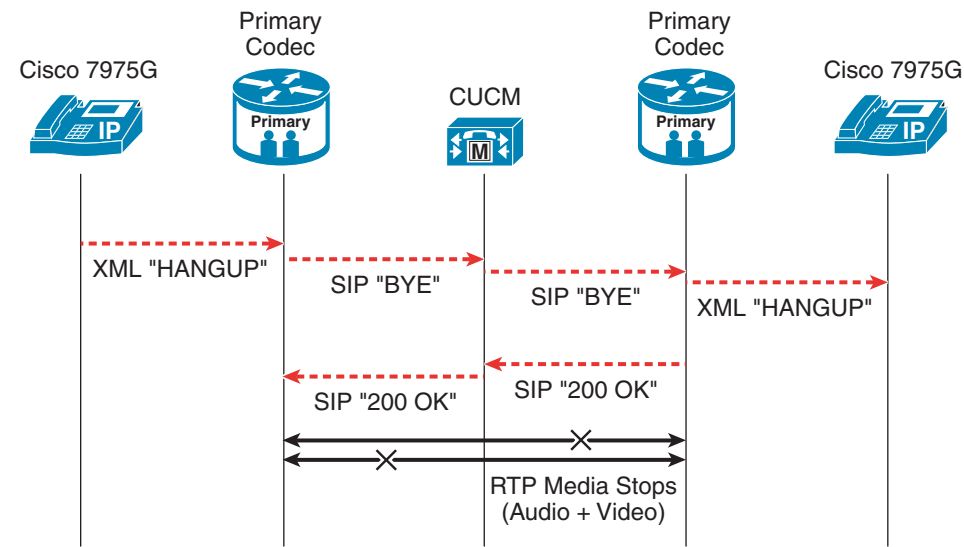 Primary
Codec
Primary
Codec
Cisco 7975G
CUCM
Cisco 7975G
IP
Primary
M
Primary
IP
XML "HANGUP"
SIP "BYE"
SIP "BYE"
XML "HANGUP"
SIP "200 OK"
SIP "200 OK"
RTP Media Stops
(Audio + Video)